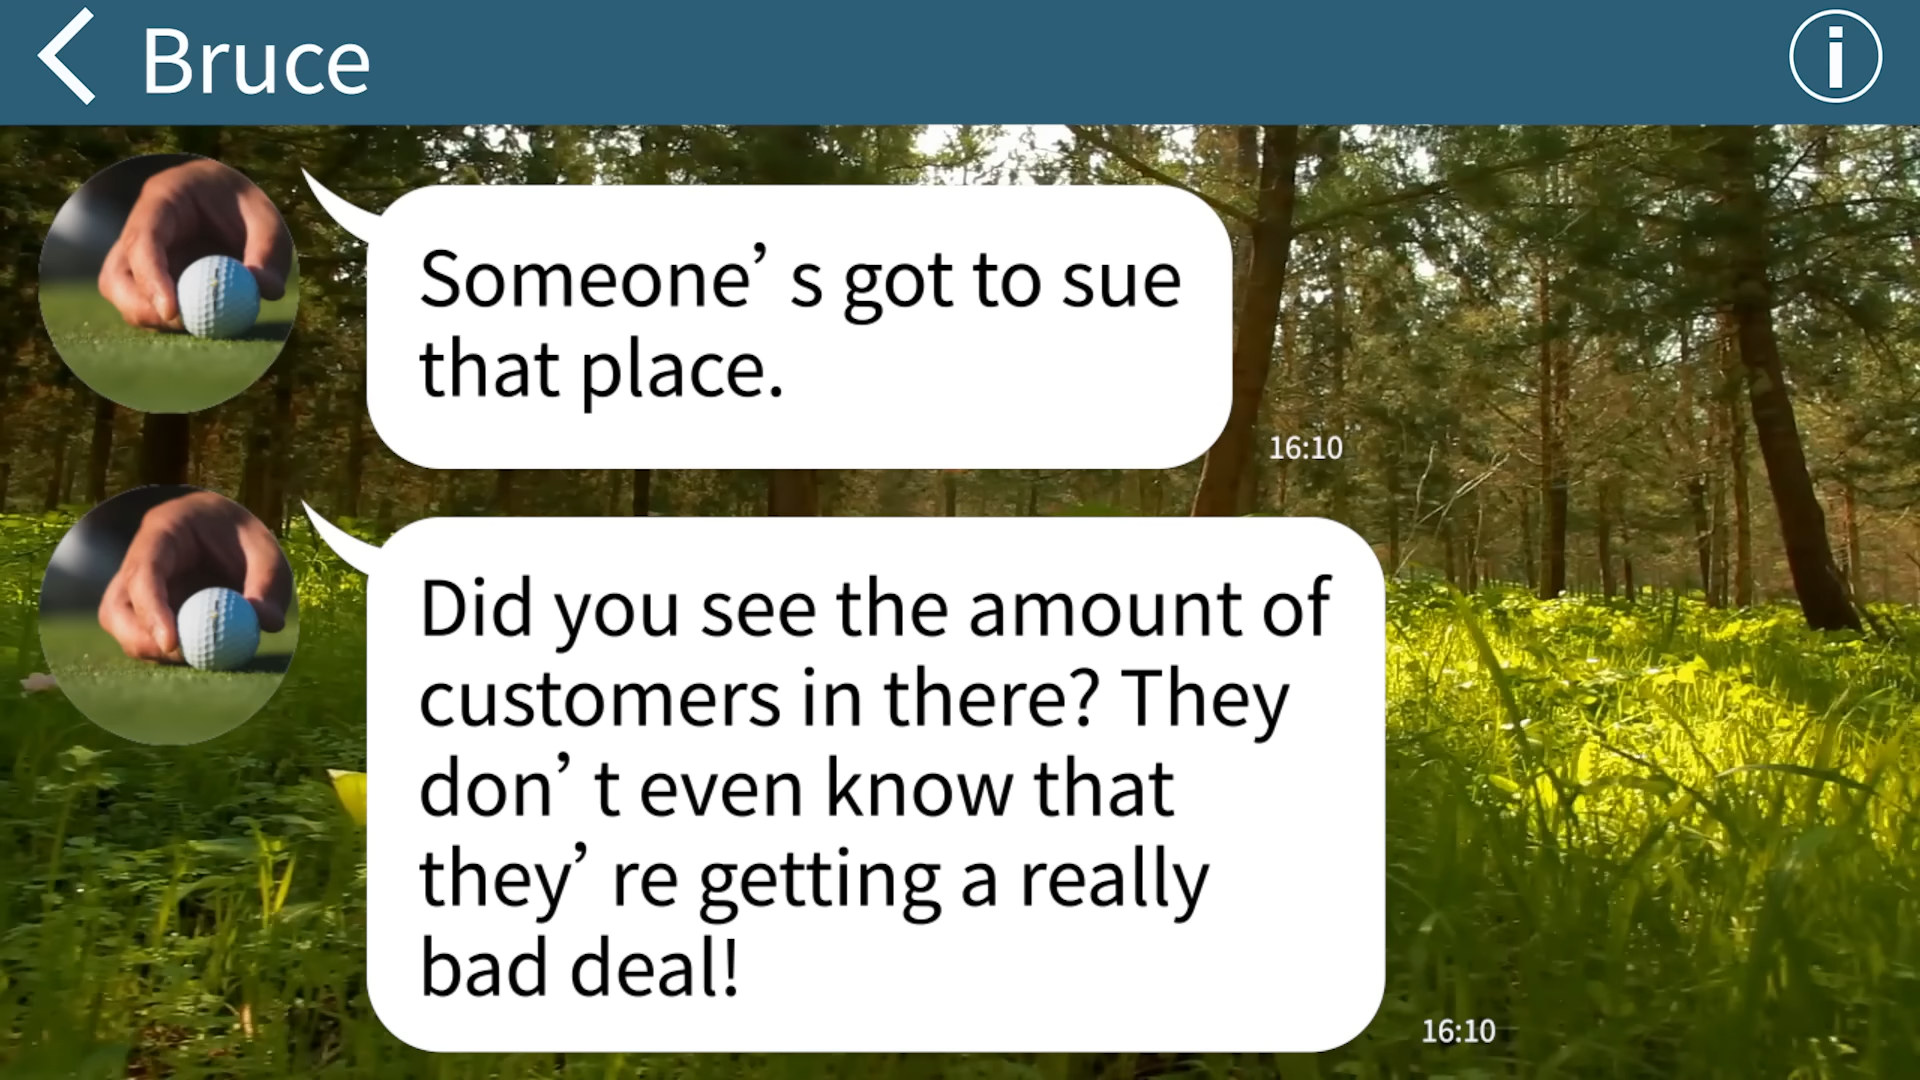 Bruce
Someone’s got to sue
that place.
16:10
Did you see the amount of
customers in there? They
don’t even know that
they’re getting a really
bad deal!
16:10